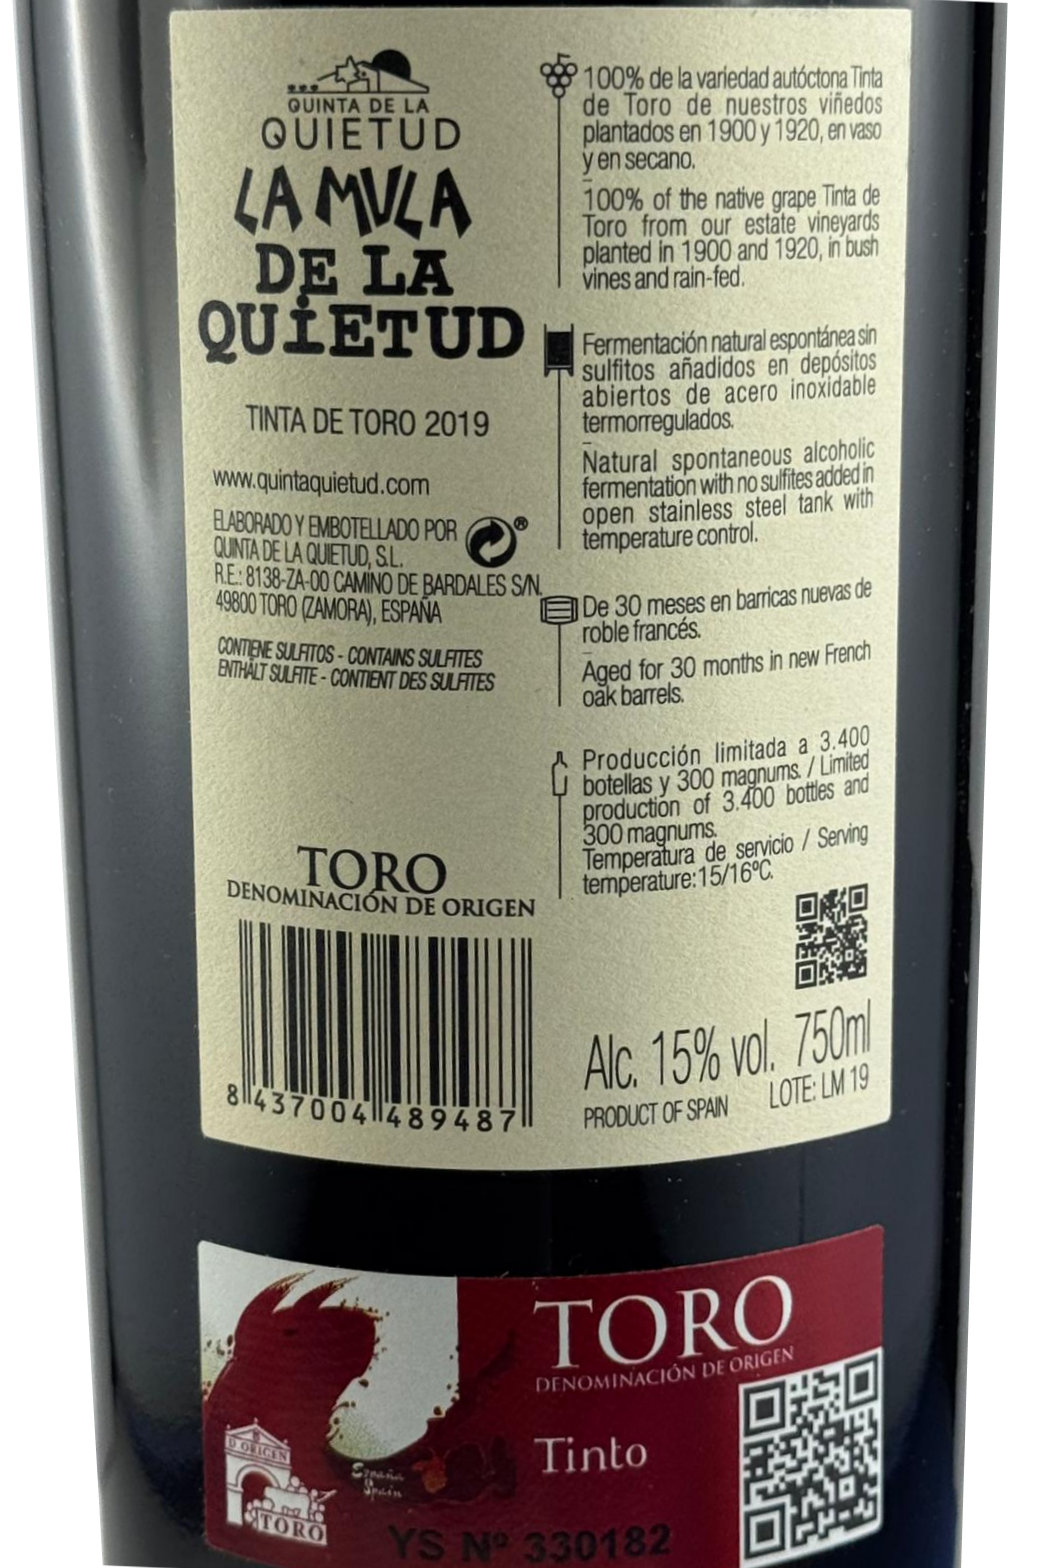 QUINTA DE LA
QUIETUD
LA MULA
DE LA
QUiETUD
TINTA DE TORO 2019
www.quintaquietud.com
ELABORADO Y EMBOTELLADO POR
QUINTA DE LA QUIETUD, S.L.
R.E.: 8138-ZA-00 CAMINO DE BARDALES S/N.
49800 TORO (ZAMORA), ESPAÑA
CONTIENE SULFITOS - CONTAINS SULFITES
ENTHÄLT SULFITE - CONTIENT DES SULFITES
TORO
DENOMINACIÓN DE ORIGEN
8 437004 489487
100% de la variedad autóctona Tinta
de Toro de nuestros viñedos
plantados en 1900 y 1920, en vaso
y en secano.
100% of the native grape Tinta de
Toro from our estate vineyards
planted in 1900 and 1920, in bush
vines and rain-fed.
Fermentación natural espontánea sin
sulfitos añadidos en depósitos
abiertos de acero inoxidable
termorregulados.
Natural spontaneous alcoholic
fermentation with no sulfites added in
open stainless steel tank with
temperature control.
De 30 meses en barricas nuevas de
roble francés.
Aged for 30 months in new French
oak barrels.
Producción limitada a 3.400
botellas y 300 magnums. / Limited
production of 3.400 bottles and
300 magnums.
Temperatura de servicio / Serving
temperature: 15/16ºC.
Alc. 15% vol. 750ml
PRODUCT OF SPAIN LOTE: LM 19
TORO
DENOMINACIÓN DE ORIGEN
Tinto
D.ORIGEN
TORO
España
Spain
YS Nº 330182